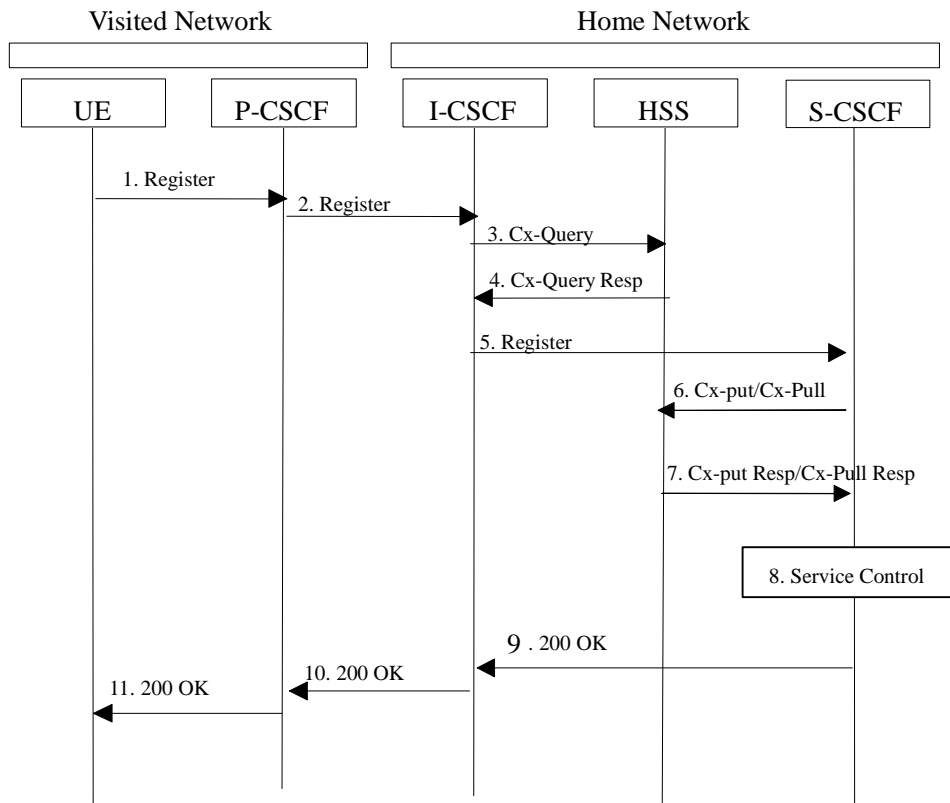 Visited Network
Home Network
UE
P-CSCF
I-CSCF
HSS
S-CSCF
1. Register
2. Register
3. Cx-Query
4. Cx-Query Resp
5. Register
6. Cx-put/Cx-Pull
7. Cx-put Resp/Cx-Pull Resp
8. Service Control
9 . 200 OK
10. 200 OK
11. 200 OK